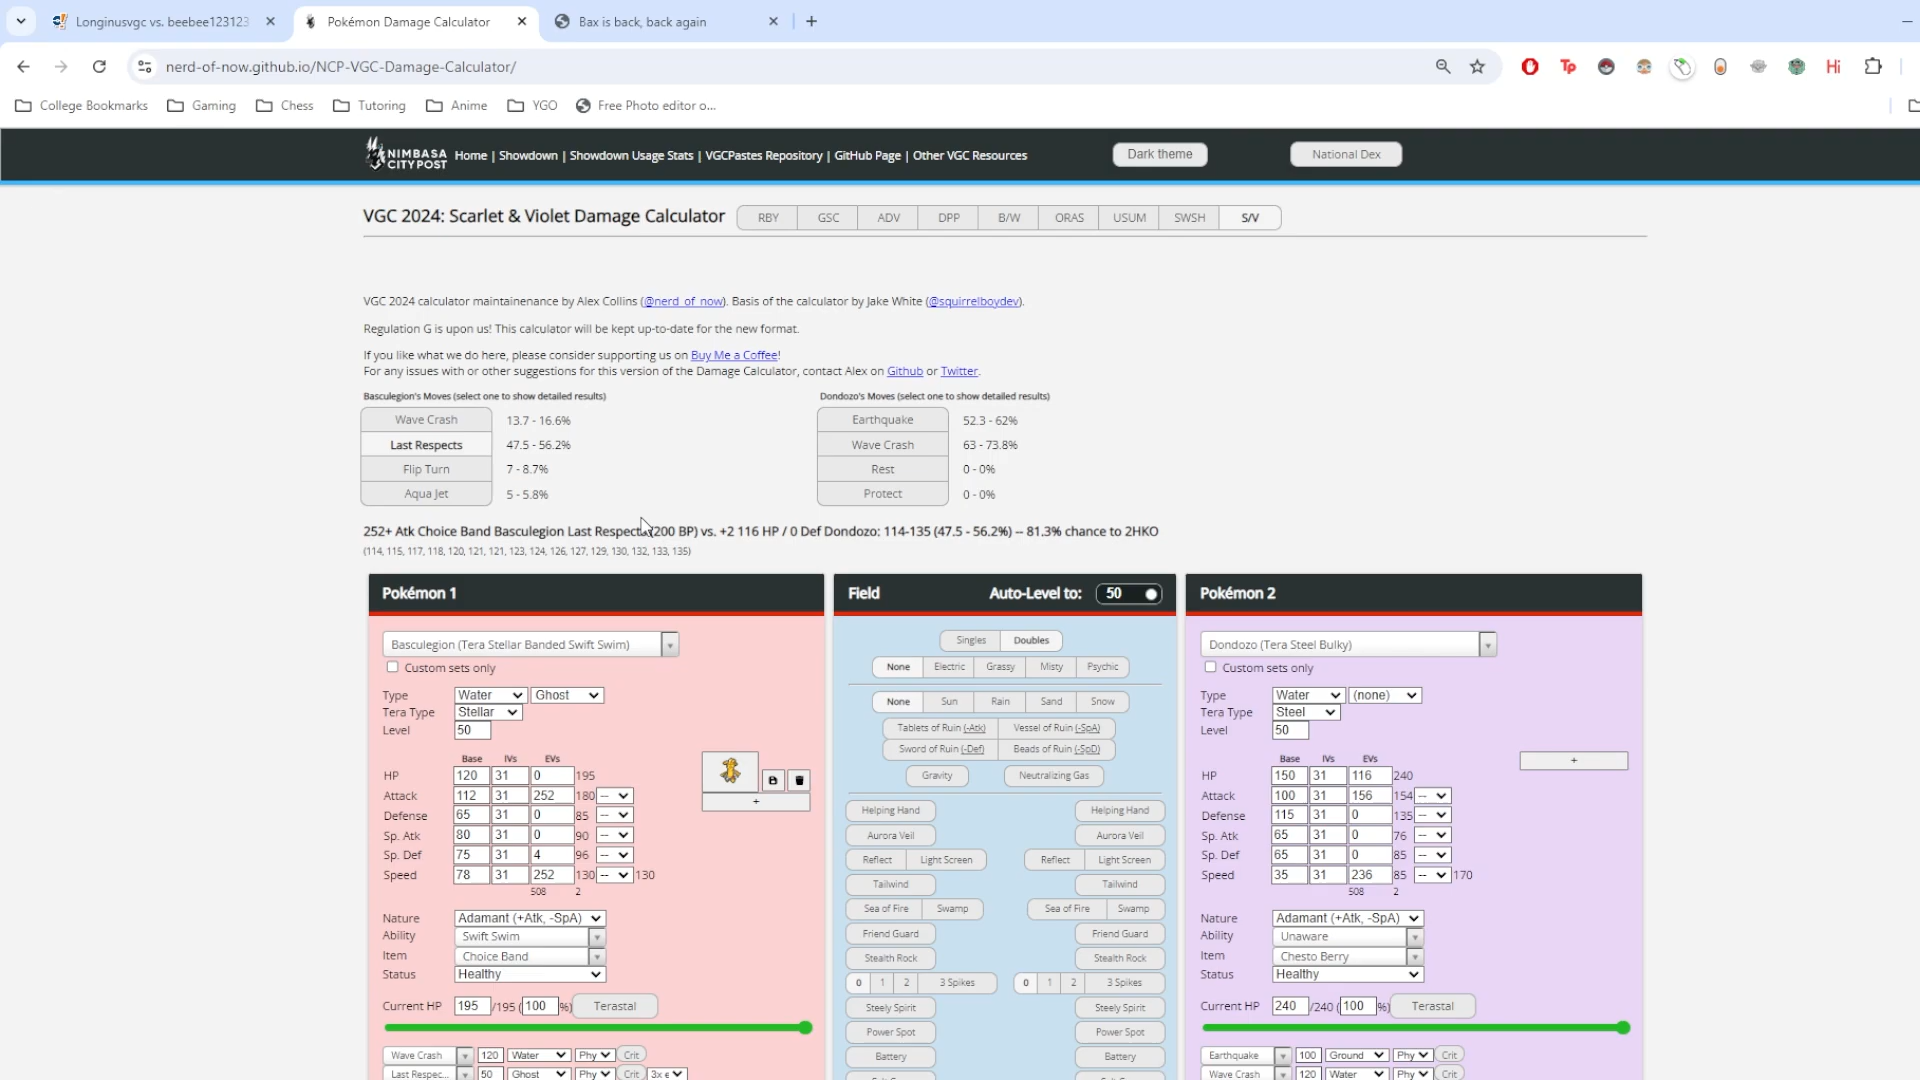 Longinusvgc vs. beebee123123
Pokémon Damage Calculator
Bax is back, back again
nerd-of-now.github.io/NCP-VGC-Damage-Calculator/
Tp
Hi
College Bookmarks
Gaming
Chess
Tutoring
Anime
YGO
Free Photo editor o...
NIMBASA
CITYPOST
Home | Showdown | Showdown Usage Stats | VGCPastes Repository | GitHub Page | Other VGC Resources
Dark theme
National Dex
VGC 2024: Scarlet & Violet Damage Calculator
RBY GSC ADV DPP B/W ORAS USUM SWSH S/V
VGC 2024 calculator maintainenance by Alex Collins (@nerd_of_now). Basis of the calculator by Jake White (@squirrelboydev).
Regulation G is upon us! This calculator will be kept up-to-date for the new format.
If you like what we do here, please consider supporting us on Buy Me a Coffee!
For any issues with or other suggestions for this version of the Damage Calculator, contact Alex on Github or Twitter.
Basculegion's Moves (select one to show detailed results)
Wave Crash 13.7 - 16.6%
Last Respects 47.5 - 56.2%
Flip Turn 7 - 8.7%
Aqua Jet 5 - 5.8%
Dondozo's Moves (select one to show detailed results)
Earthquake 52.3 - 62%
Wave Crash 63 - 73.8%
Rest 0 - 0%
Protect 0 - 0%
252+ Atk Choice Band Basculegion Last Respects (200 BP) vs. +2 116 HP / 0 Def Dondozo: 114-135 (47.5 - 56.2%) -- 81.3% chance to 2HKO
(114, 115, 117, 118, 120, 121, 121, 123, 124, 126, 127, 129, 130, 132, 133, 135)
Pokémon 1
Basculegion (Tera Stellar Banded Swift Swim)
Custom sets only
Type Water Ghost
Tera Type Stellar
Level 50
Base IVs EVs
HP 120 31 0 195
Attack 112 31 252 180 --
Defense 65 31 0 85 --
Sp. Atk 80 31 0 90 --
Sp. Def 75 31 4 96 --
Speed 78 31 252 130 -- 130
508 2
+
Nature Adamant (+Atk, -SpA)
Ability Swift Swim
Item Choice Band
Status Healthy
Current HP 195 /195 ( 100 %) Terastal
Wave Crash 120 Water Phy Crit
Last Respec... 50 Ghost Phy Crit 3x e
Field Auto-Level to: 50
Singles Doubles
None Electric Grassy Misty Psychic
None Sun Rain Sand Snow
Tablets of Ruin (-Atk) Vessel of Ruin (-SpA)
Sword of Ruin (-Def) Beads of Ruin (-SpD)
Gravity Neutralizing Gas
Helping Hand Helping Hand
Aurora Veil Aurora Veil
Reflect Light Screen Reflect Light Screen
Tailwind Tailwind
Sea of Fire Swamp Sea of Fire Swamp
Friend Guard Friend Guard
Stealth Rock Stealth Rock
0 1 2 3 Spikes 0 1 2 3 Spikes
Steely Spirit Steely Spirit
Power Spot Power Spot
Battery Battery
Pokémon 2
Dondozo (Tera Steel Bulky)
Custom sets only
Type Water (none)
Tera Type Steel
Level 50
Base IVs EVs
HP 150 31 116 240
Attack 100 31 156 154 --
Defense 115 31 0 135 --
Sp. Atk 65 31 0 76 --
Sp. Def 65 31 0 85 --
Speed 35 31 236 85 -- 170
508 2
+
Nature Adamant (+Atk, -SpA)
Ability Unaware
Item Chesto Berry
Status Healthy
Current HP 240 /240 ( 100 %) Terastal
Earthquake 100 Ground Phy Crit
Wave Crash 120 Water Phy Crit